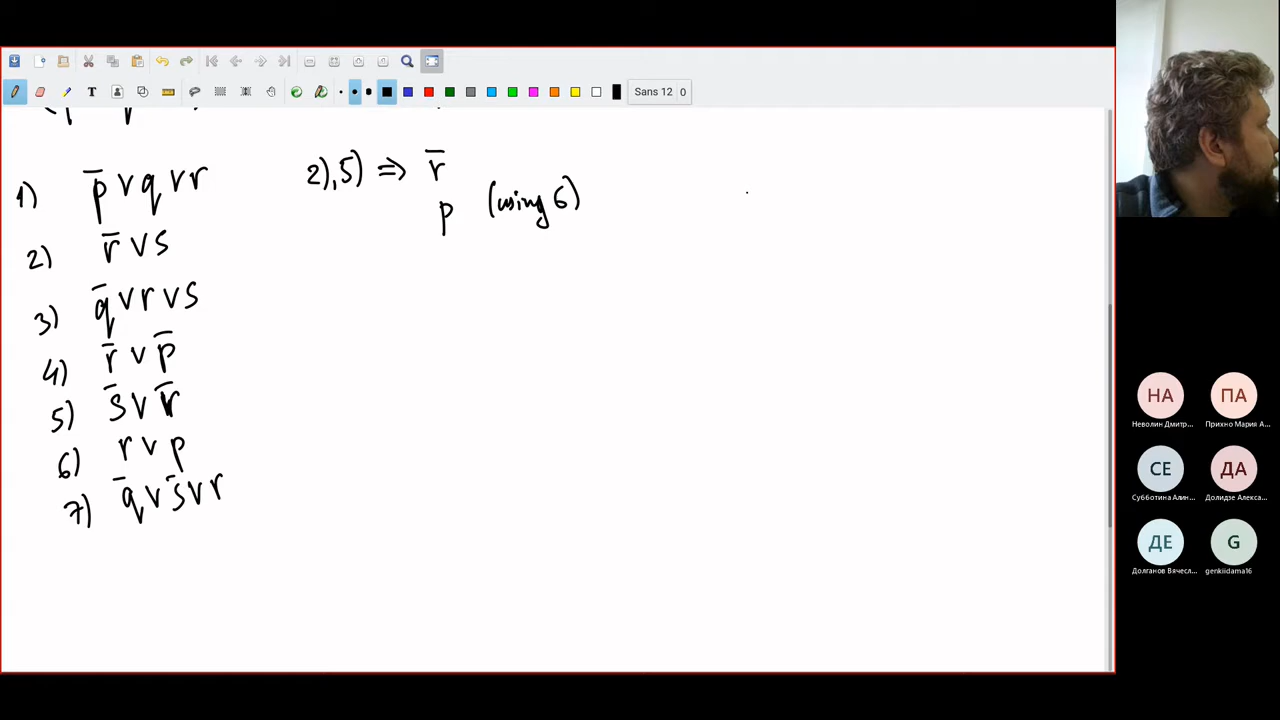 Sans 12
1) p̅ ∨ q ∨ r
2) r̅ ∨ s
3) q̅ ∨ r ∨ s
4) r̅ ∨ p̅
5) s̅ ∨ r̅
6) r ∨ p
7) q̅ ∨ s̅ ∨ r
2),5) ⇒ r̅
p (using 6)
НА ПА
Неволин Дмитр... Прихно Мария А...
СЕ ДА
Субботина Алин... Долидзе Алекса...
ДЕ G
Долганов Вячесл... genkiidama16